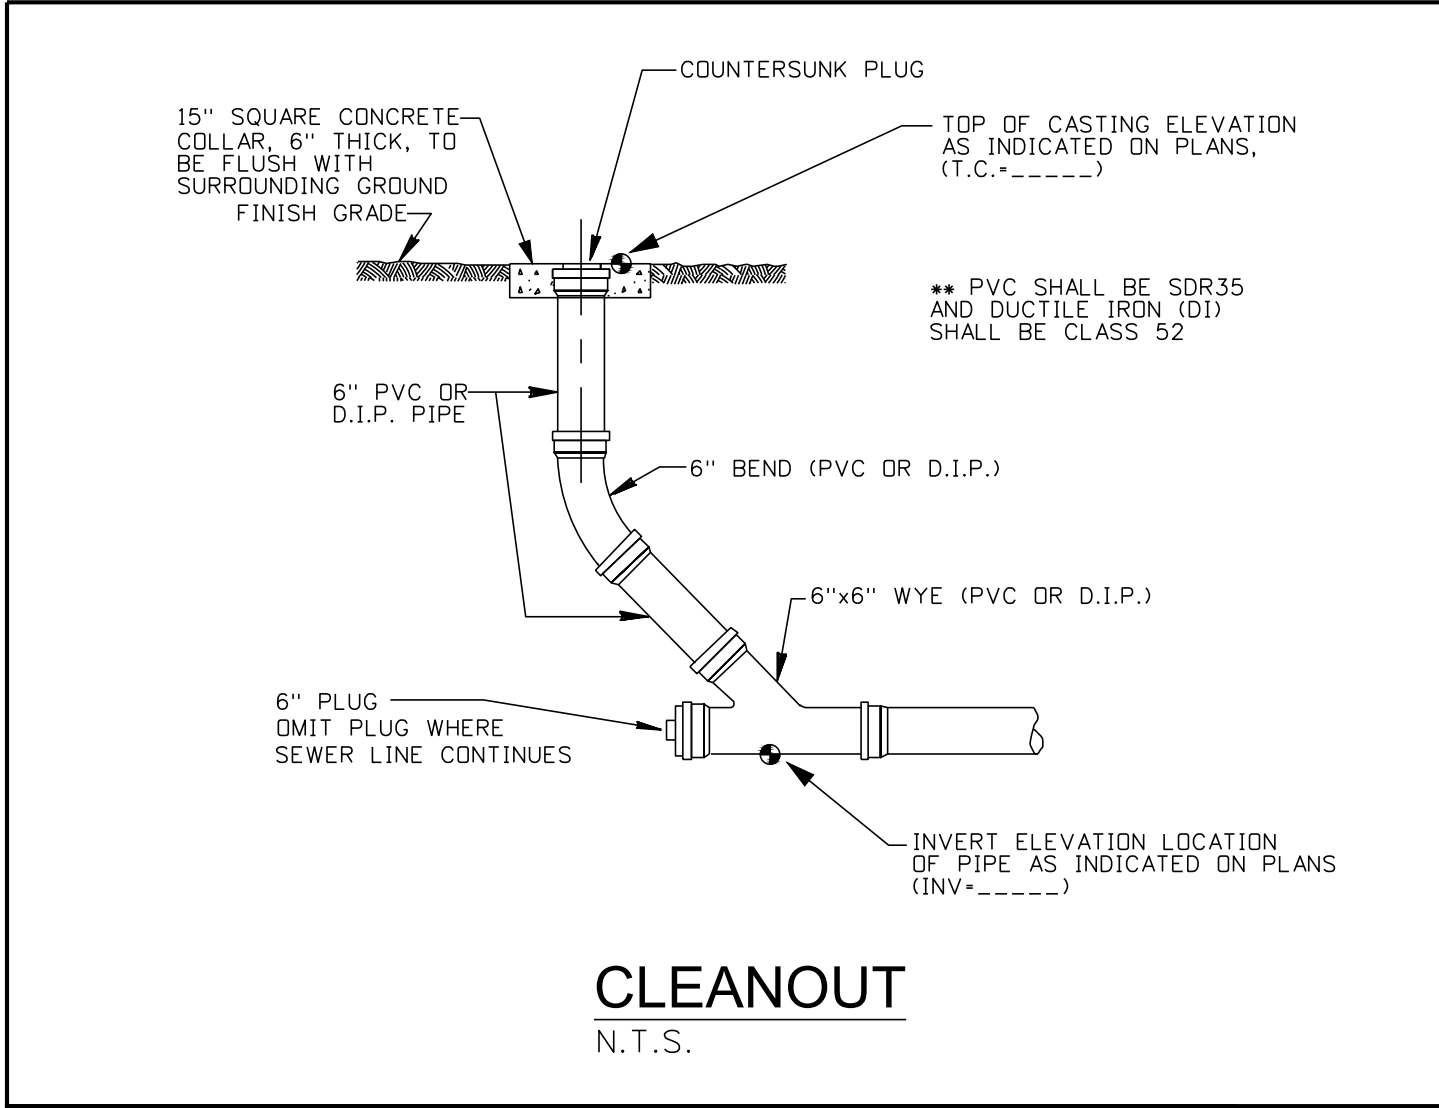 COUNTERSUNK PLUG
15" SQUARE CONCRETE
COLLAR, 6" THICK, TO
BE FLUSH WITH
SURROUNDING GROUND
FINISH GRADE
TOP OF CASTING ELEVATION
AS INDICATED ON PLANS,
(T.C.=_____)
** PVC SHALL BE SDR35
AND DUCTILE IRON (DI)
SHALL BE CLASS 52
6" PVC OR
D.I.P. PIPE
6" BEND (PVC OR D.I.P.)
6"x6" WYE (PVC OR D.I.P.)
6" PLUG
OMIT PLUG WHERE
SEWER LINE CONTINUES
INVERT ELEVATION LOCATION
OF PIPE AS INDICATED ON PLANS
(INV=_____)
CLEANOUT
N.T.S.